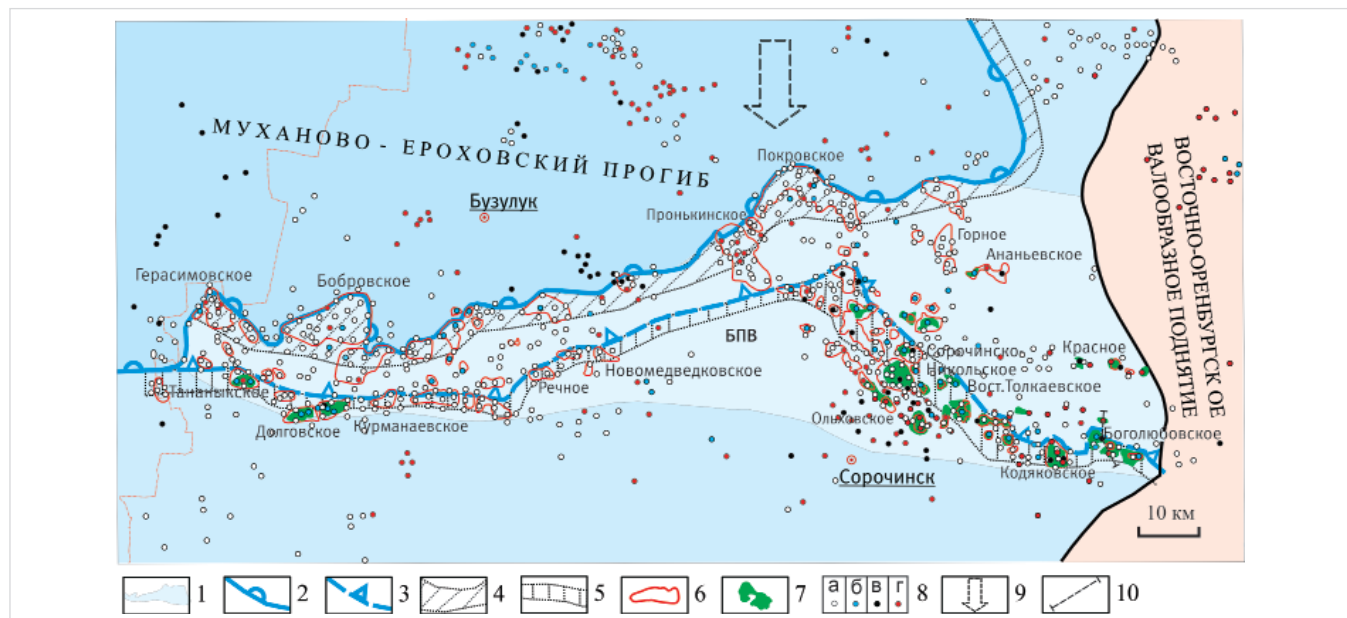 МУХАНОВО - ЕРОХОВСКИЙ ПРОГИБ
ВОСТОЧНО-ОРЕНБУРГСКОЕ
ВАЛООБРАЗНОЕ ПОДНЯТИЕ
Покровское
Бузулук
Пронькинское
Горное
Ананьевское
Герасимовское
Бобровское
БПВ
Сорочинско
Никольское
Красное
Новомедведковское
Речное
Вост.Толкаевское
Долговское
Курманаевское
Ольховское
Боголюбовское
Сорочинск
Кодяковское
10 км
1
2
3
4
5
6
7
а б в г 8
9
10